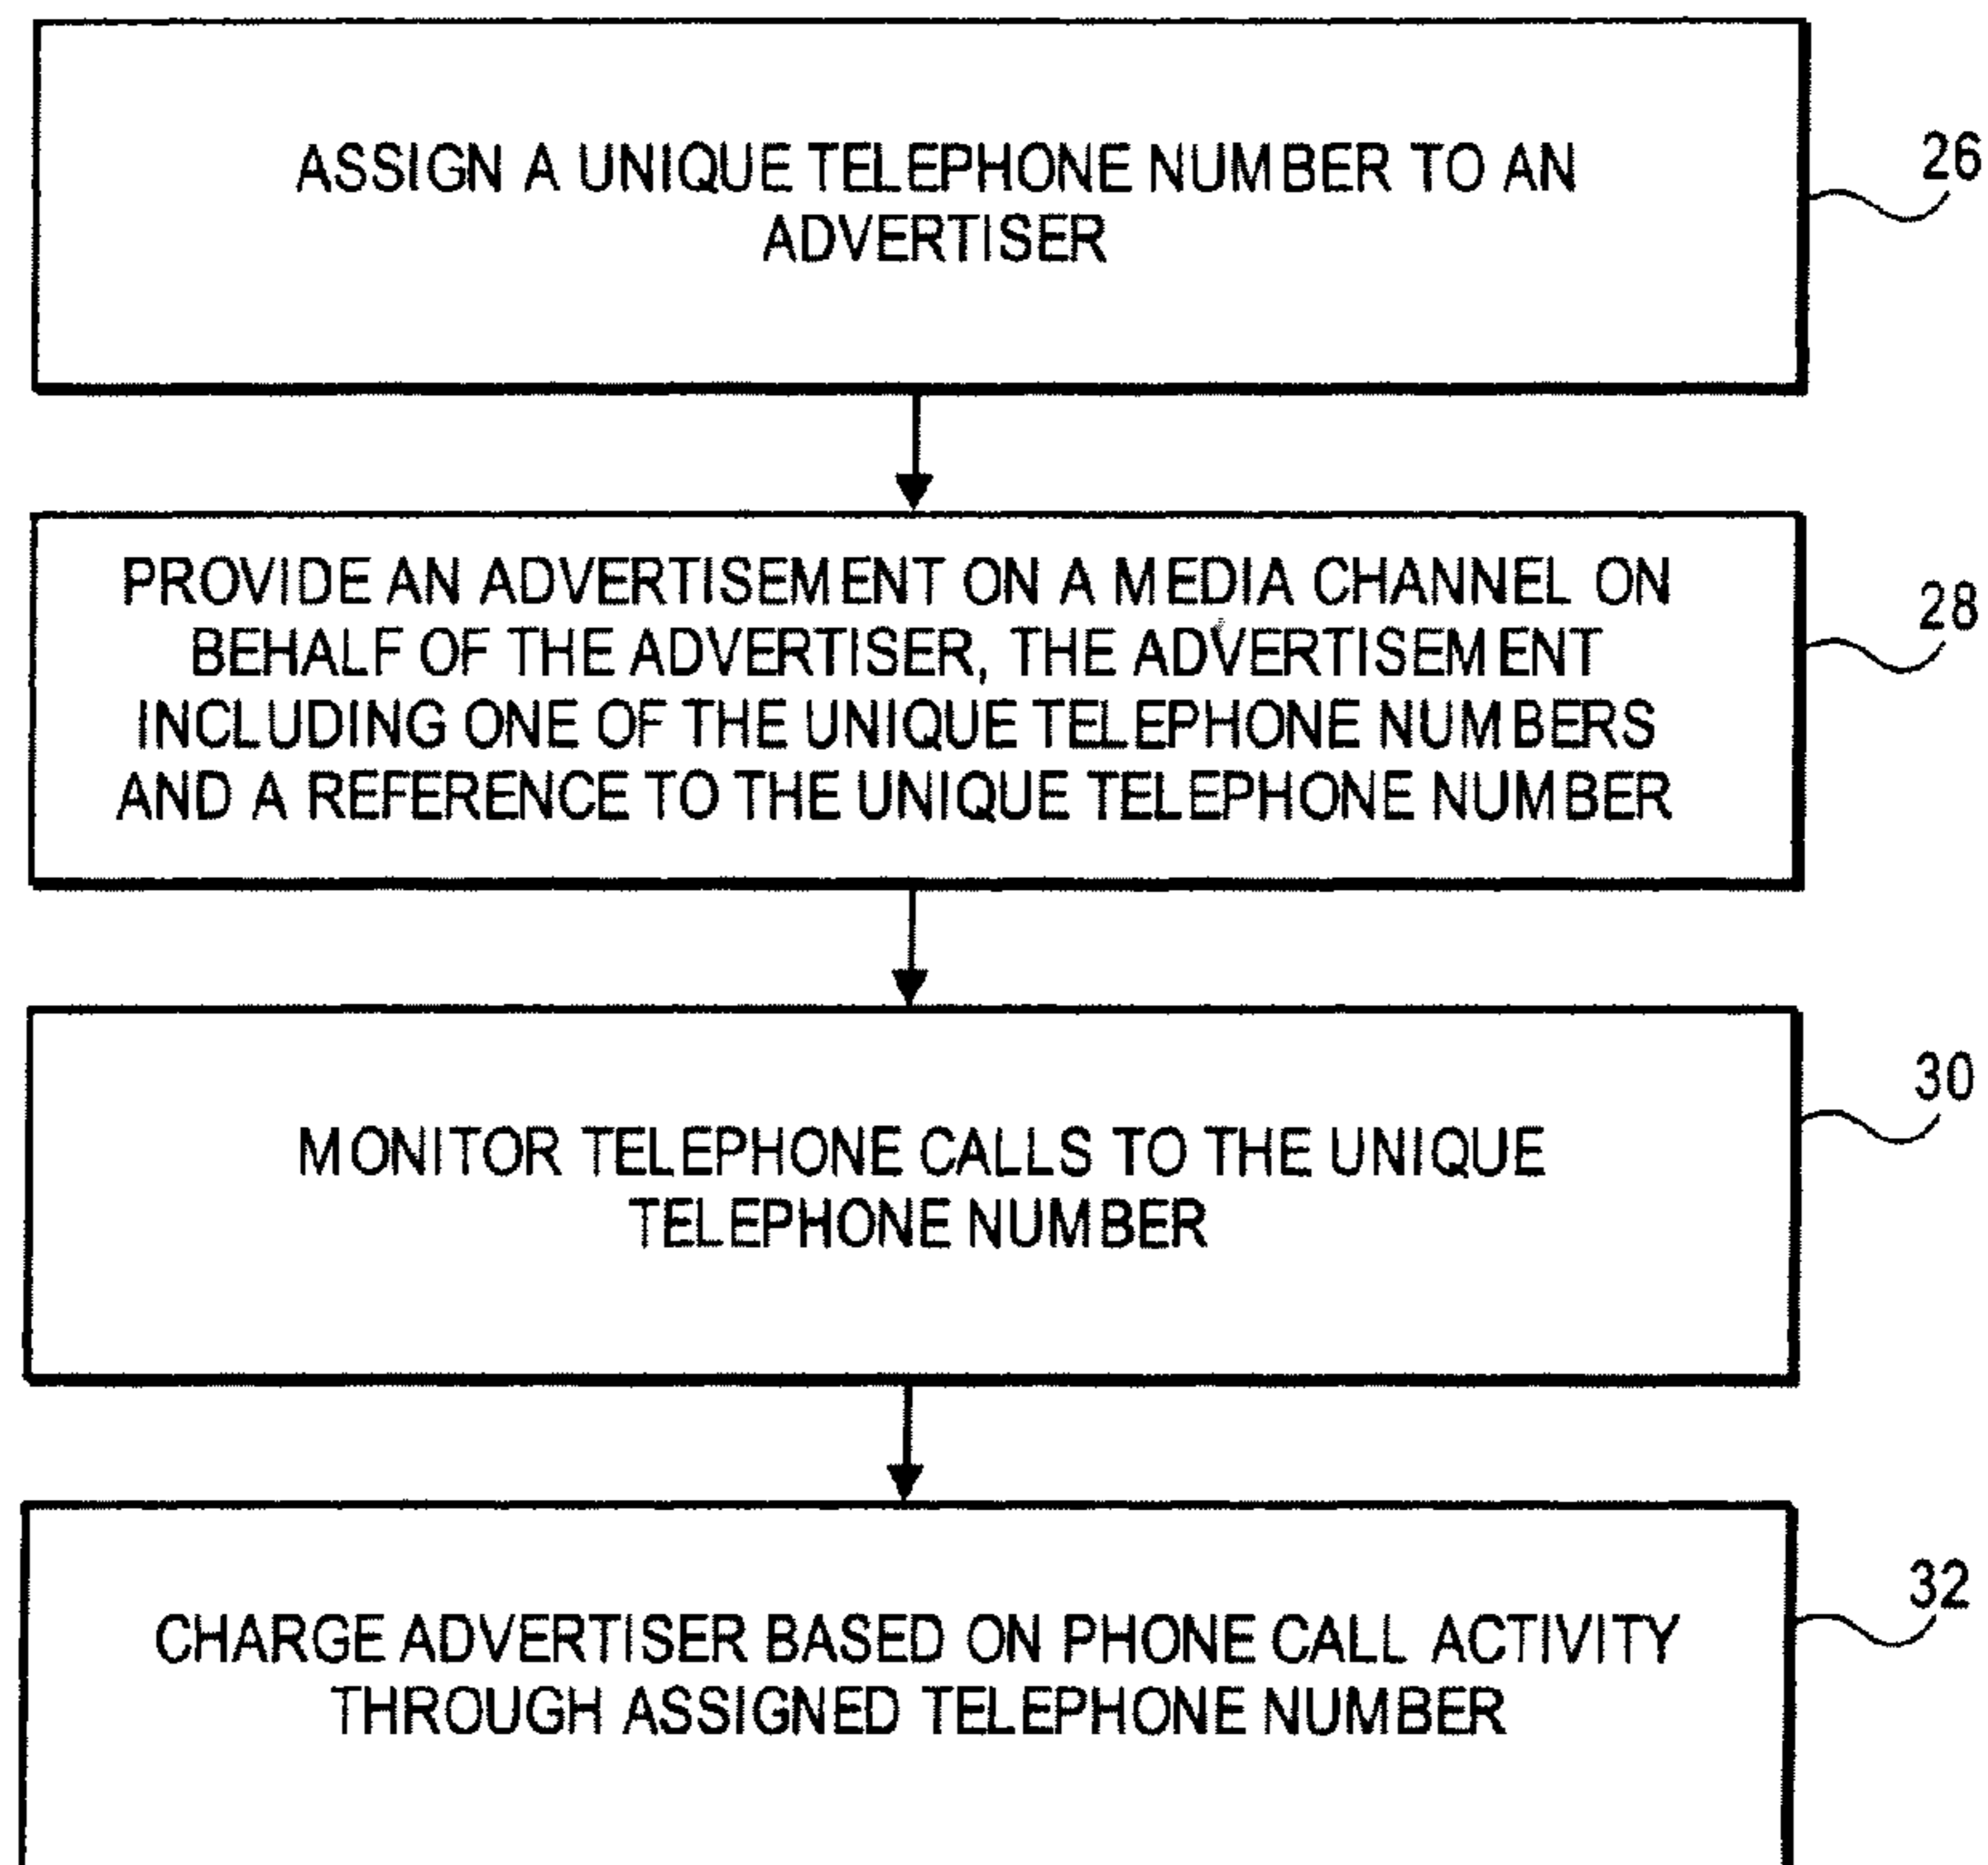 ASSIGN A UNIQUE TELEPHONE NUMBER TO AN
ADVERTISER
26
PROVIDE AN ADVERTISEMENT ON A MEDIA CHANNEL ON
BEHALF OF THE ADVERTISER, THE ADVERTISEMENT
INCLUDING ONE OF THE UNIQUE TELEPHONE NUMBERS
AND A REFERENCE TO THE UNIQUE TELEPHONE NUMBER
28
MONITOR TELEPHONE CALLS TO THE UNIQUE
TELEPHONE NUMBER
30
CHARGE ADVERTISER BASED ON PHONE CALL ACTIVITY
THROUGH ASSIGNED TELEPHONE NUMBER
32